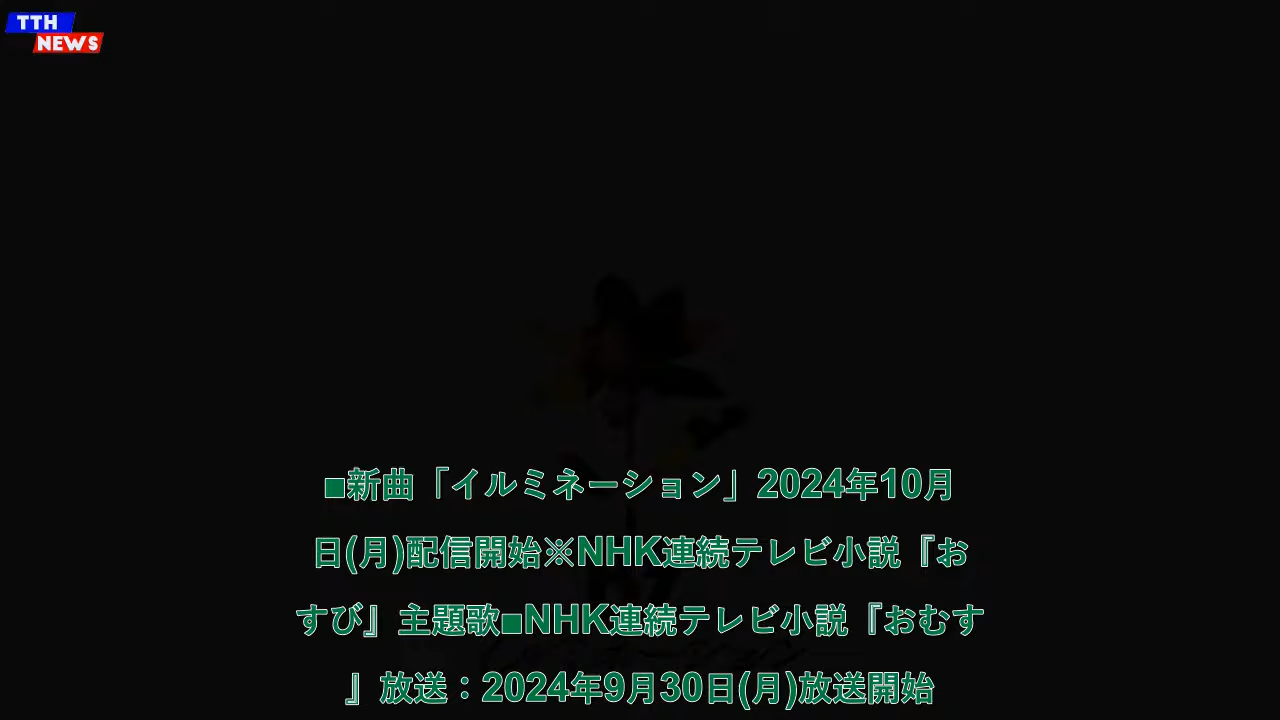 TTH
NEWS
■新曲「イルミネーション」2024年10月
日(月)配信開始※NHK連続テレビ小説『お
すび』主題歌■NHK連続テレビ小説『おむす
』放送：2024年9月30日(月)放送開始